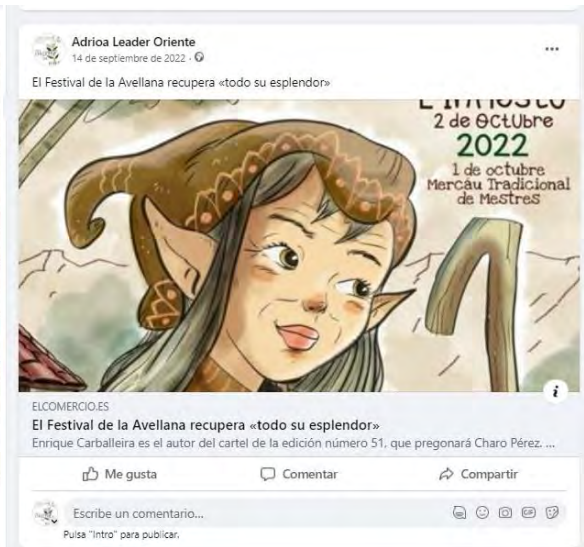 Adrioa Leader Oriente
14 de septiembre de 2022 ·
El Festival de la Avellana recupera «todo su esplendor»
L'INFIESTO
2 de OctUbre
2022
1 de octubre
Mercáu Tradicional
de Mestres
ELCOMERCIO.ES
El Festival de la Avellana recupera «todo su esplendor»
Enrique Carballeira es el autor del cartel de la edición número 51, que pregonará Charo Pérez. ...
Me gusta
Comentar
Compartir
Escribe un comentario...
GIF
Pulsa "Intro" para publicar.